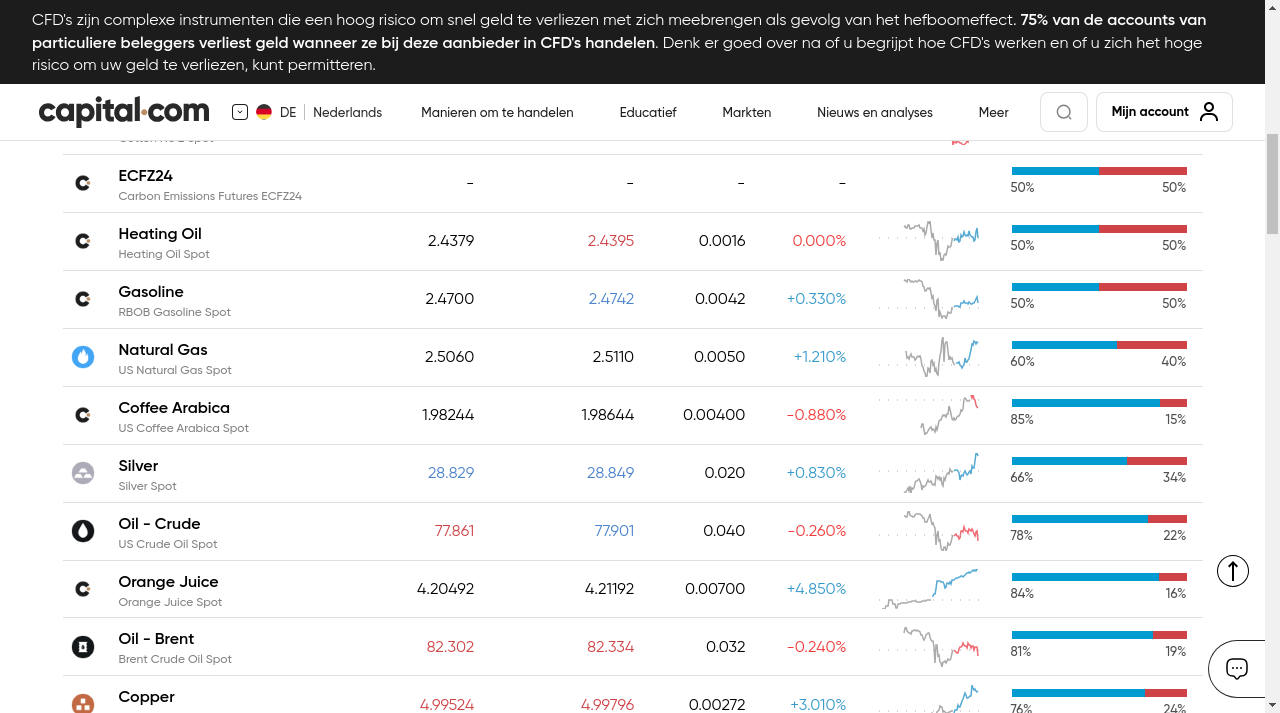 CFD's zijn complexe instrumenten die een hoog risico om snel geld te verliezen met zich meebrengen als gevolg van het hefboomeffect. 75% van de accounts van
particuliere beleggers verliest geld wanneer ze bij deze aanbieder in CFD's handelen. Denk er goed over na of u begrijpt hoe CFD's werken en of u zich het hoge
risico om uw geld te verliezen, kunt permitteren.
capital.com DE Nederlands Manieren om te handelen Educatief Markten Nieuws en analyses Meer Mijn account
ECFZ24 - - - - 50% 50%
Carbon Emissions Futures ECFZ24
Heating Oil 2.4379 2.4395 0.0016 0.000% 50% 50%
Heating Oil Spot
Gasoline 2.4700 2.4742 0.0042 +0.330% 50% 50%
RBOB Gasoline Spot
Natural Gas 2.5060 2.5110 0.0050 +1.210% 60% 40%
US Natural Gas Spot
Coffee Arabica 1.98244 1.98644 0.00400 -0.880% 85% 15%
US Coffee Arabica Spot
Silver 28.829 28.849 0.020 +0.830% 66% 34%
Silver Spot
Oil - Crude 77.861 77.901 0.040 -0.260% 78% 22%
US Crude Oil Spot
Orange Juice 4.20492 4.21192 0.00700 +4.850% 84% 16%
Orange Juice Spot
Oil - Brent 82.302 82.334 0.032 -0.240% 81% 19%
Brent Crude Oil Spot
Copper 4.99524 4.99796 0.00272 +3.010% 76% 24%